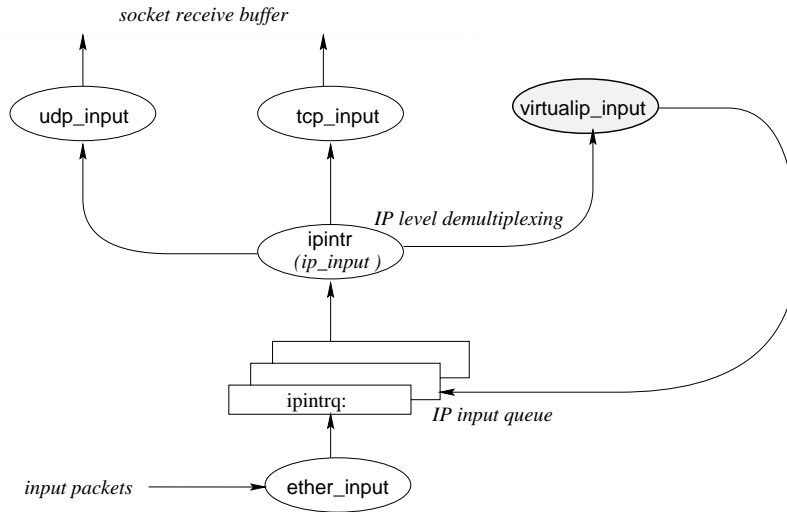 socket receive buffer
udp_input
tcp_input
virtualip_input
IP level demultiplexing
ipintr
(ip_input )
ipintrq:
IP input queue
input packets
ether_input